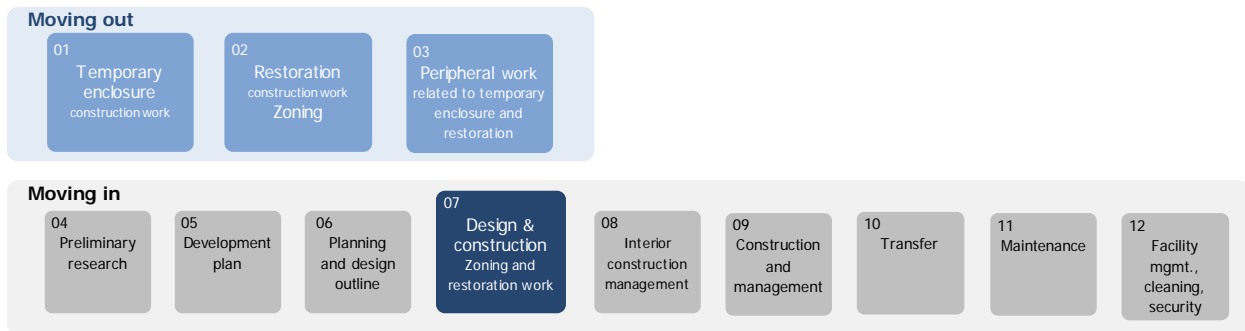 Moving out
01
Temporary
enclosure
construction work
02
Restoration
construction work
Zoning
03
Peripheral work
related to temporary
enclosure and
restoration
Moving in
04
Preliminary
research
05
Development
plan
06
Planning
and design
outline
07
Design &
construction
Zoning and
restoration work
08
Interior
construction
management
09
Construction
and
management
10
Transfer
11
Maintenance
12
Facility
mgmt.,
cleaning,
security